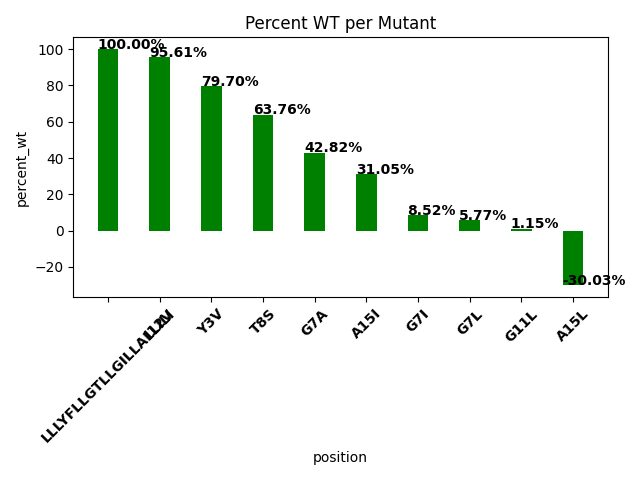 Percent WT per Mutant
percent_wt
100
80
60
40
20
0
−20
100.00%
95.61%
79.70%
63.76%
42.82%
31.05%
8.52%
5.77%
1.15%
-30.03%
Y3V
T8S
G7A
A15I
G7I
G7L
G11L
A15L
position